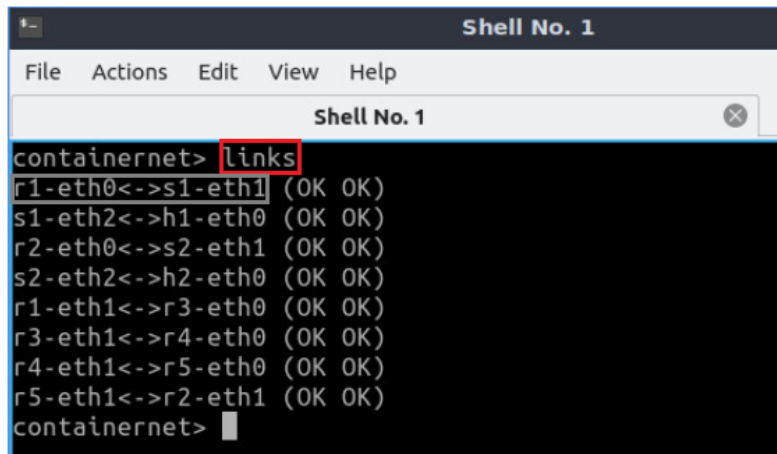 Shell No. 1
File Actions Edit View Help
Shell No. 1
containernet> links
r1-eth0<->s1-eth1 (OK OK)
s1-eth2<->h1-eth0 (OK OK)
r2-eth0<->s2-eth1 (OK OK)
s2-eth2<->h2-eth0 (OK OK)
r1-eth1<->r3-eth0 (OK OK)
r3-eth1<->r4-eth0 (OK OK)
r4-eth1<->r5-eth0 (OK OK)
r5-eth1<->r2-eth1 (OK OK)
containernet>